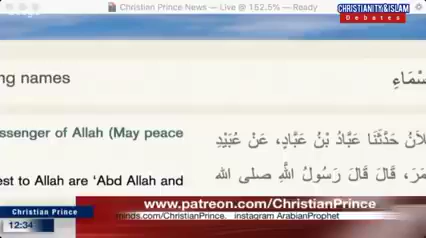 Christian Prince News — Live @ 152.5% — Ready
CHRISTIANITY & ISLAM
Debates
ng names
سْمَاءِ
ssenger of Allah (May peace
لاَنُ حَدَّثَنَا عَبَّادُ بْنُ عَبَّادٍ، عَنْ عُبَيْدِ
est to Allah are 'Abd Allah and
مَرَ، قَالَ قَالَ رَسُولُ اللَّهِ صلى الله
Christian Prince
www.patreon.com/ChristianPrince
12:34
minds.com/ChristianPrince. instagram ArabianProphet